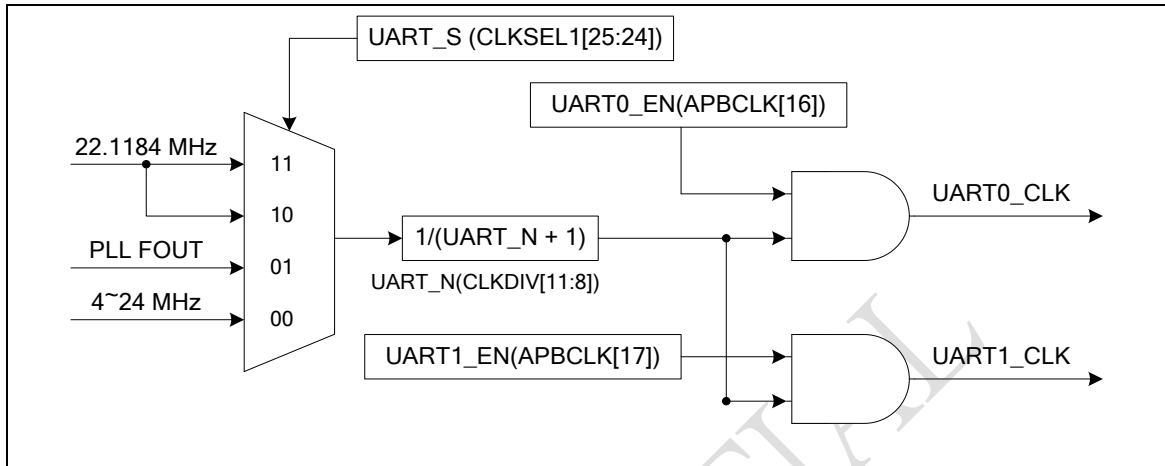 UART_S (CLKSEL1[25:24])
UART0_EN(APBCLK[16])
22.1184 MHz
11
UART0_CLK
10
1/(UART_N + 1)
PLL FOUT
01
UART_N(CLKDIV[11:8])
4~24 MHz
00
UART1_EN(APBCLK[17])
UART1_CLK